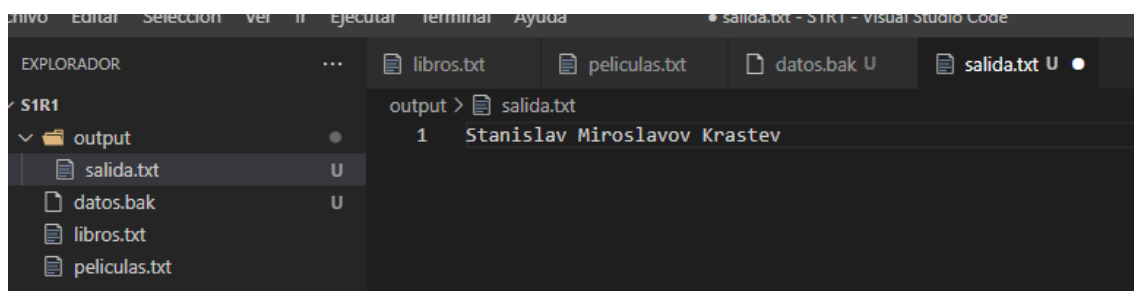 Archivo Editar Selección Ver Ir Ejecutar Terminal Ayuda ● salida.txt - S1R1 - Visual Studio Code
EXPLORADOR ··· libros.txt peliculas.txt datos.bak U salida.txt U ●
S1R1
output > salida.txt
output
1 Stanislav Miroslavov Krastev
salida.txt U
datos.bak U
libros.txt
peliculas.txt